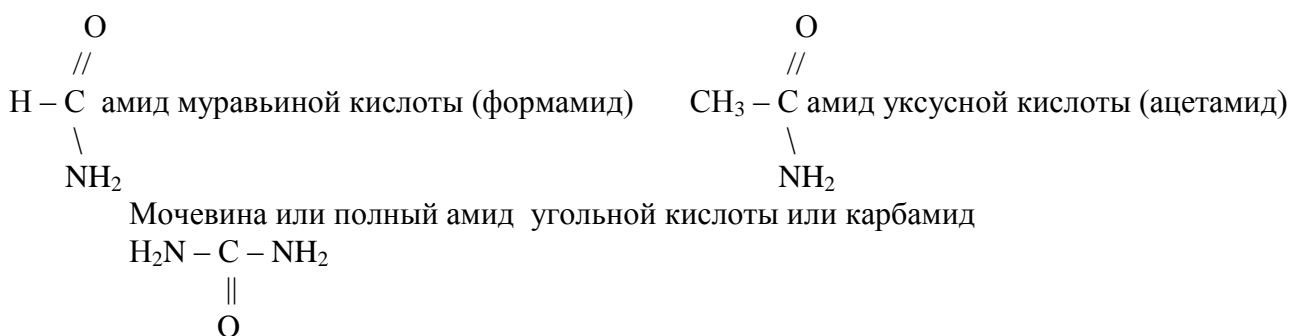 O O
// //
H – C амид муравьиной кислоты (формамид) CH₃ – C амид уксусной кислоты (ацетамид)
\ \
NH₂ NH₂
Мочевина или полный амид угольной кислоты или карбамид
H₂N – C – NH₂
||
O